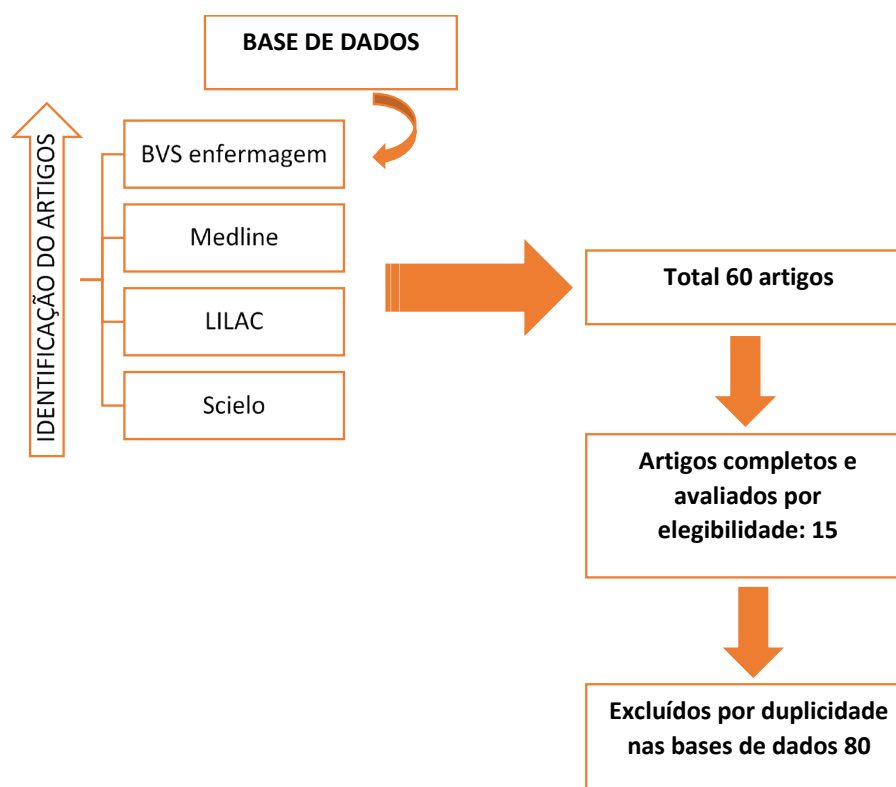 BASE DE DADOS
IDENTIFICAÇÃO DO ARTIGOS
BVS enfermagem
Medline
LILAC
Scielo
Total 60 artigos
Artigos completos e
avaliados por
elegibilidade: 15
Excluídos por duplicidade
nas bases de dados 80